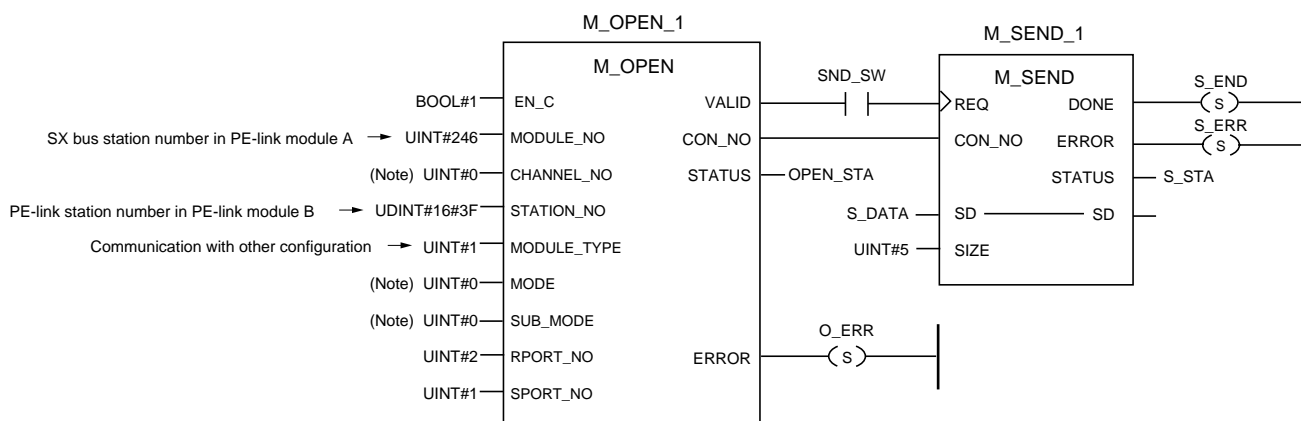 M_OPEN_1
M_SEND_1
M_OPEN
M_SEND
SND_SW
S_END
BOOL#1 EN_C VALID REQ DONE S
S_ERR
SX bus station number in PE-link module A UINT#246 MODULE_NO CON_NO CON_NO ERROR S
(Note) UINT#0 CHANNEL_NO STATUS OPEN_STA STATUS S_STA
PE-link station number in PE-link module B UDINT#16#3F STATION_NO S_DATA SD SD
Communication with other configuration UINT#1 MODULE_TYPE UINT#5 SIZE
(Note) UINT#0 MODE
(Note) UINT#0 SUB_MODE
O_ERR
UINT#2 RPORT_NO ERROR S
UINT#1 SPORT_NO